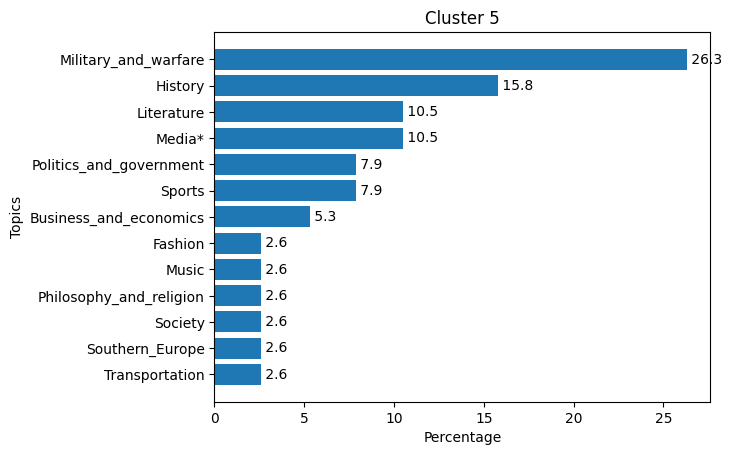 Cluster 5
Military_and_warfare 26.3
History 15.8
Literature 10.5
Media* 10.5
Politics_and_government 7.9
Sports 7.9
Business_and_economics 5.3
Fashion 2.6
Music 2.6
Philosophy_and_religion 2.6
Society 2.6
Southern_Europe 2.6
Transportation 2.6
Topics
0 5 10 15 20 25
Percentage